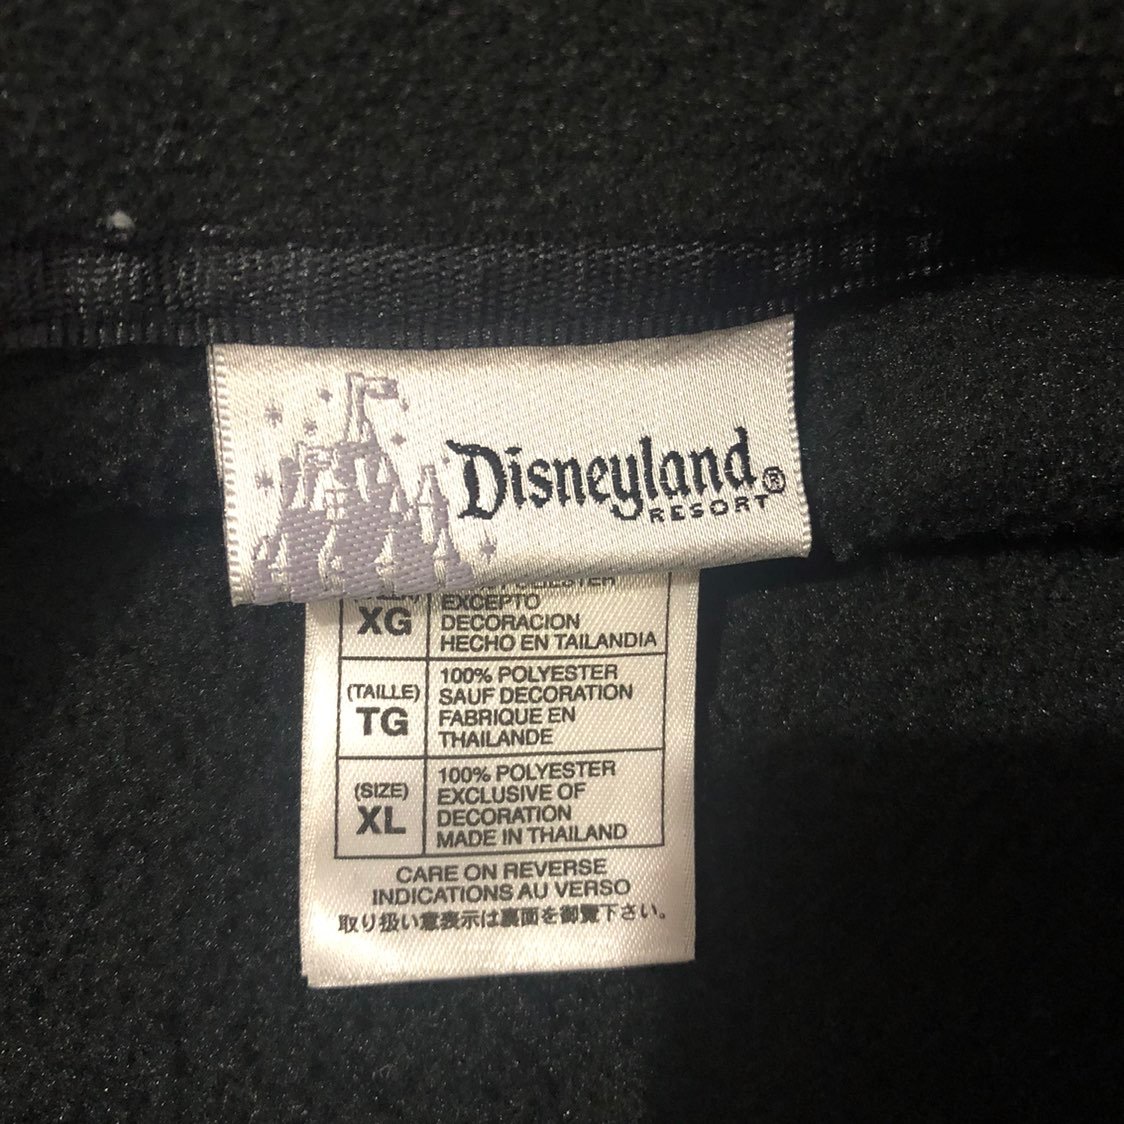 Disneyland®
RESORT
XG
EXCEPTO
DECORACION
HECHO EN TAILANDIA
(TAILLE)
TG
100% POLYESTER
SAUF DECORATION
FABRIQUE EN
THAILANDE
(SIZE)
XL
100% POLYESTER
EXCLUSIVE OF
DECORATION
MADE IN THAILAND
CARE ON REVERSE
INDICATIONS AU VERSO
取り扱い意表示は裏面を御覧下さい。